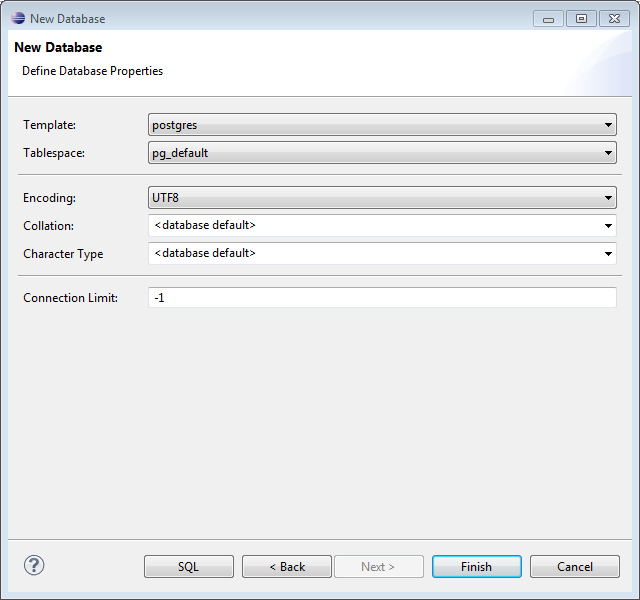 New Database
New Database
Define Database Properties
Template: postgres
Tablespace: pg_default
Encoding: UTF8
Collation: <database default>
Character Type <database default>
Connection Limit: -1
? SQL < Back Next > Finish Cancel